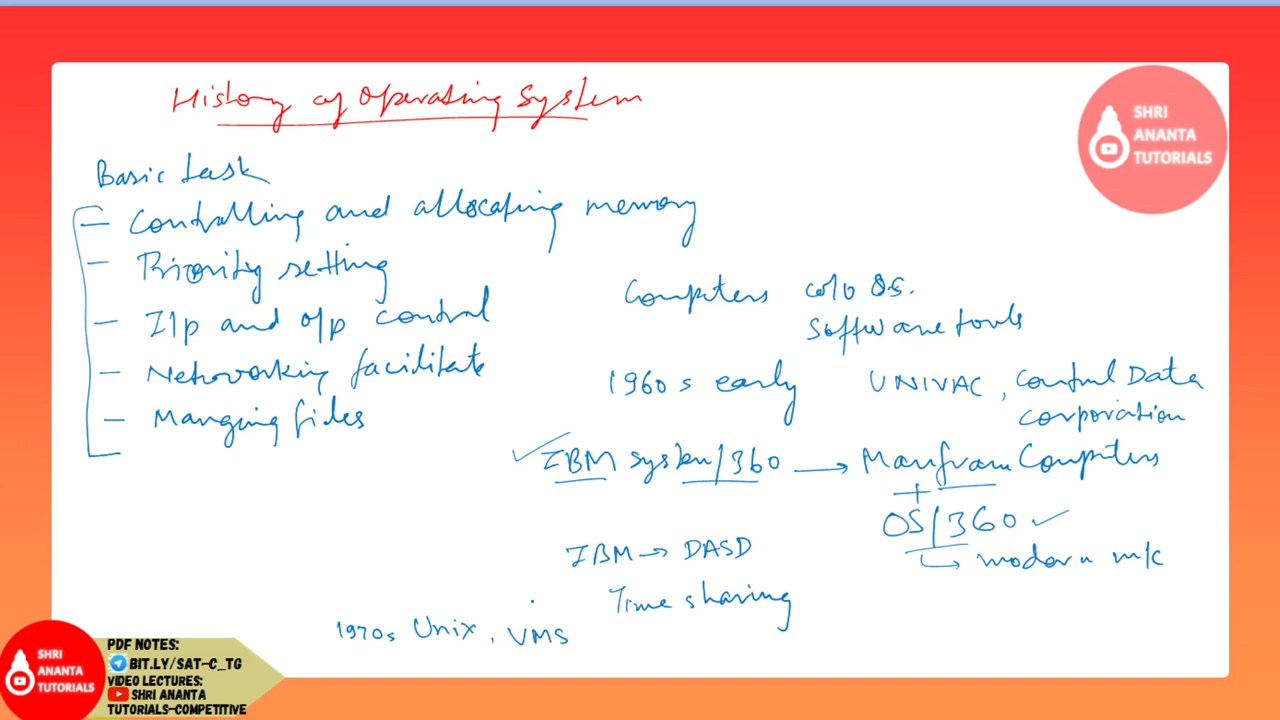 History of Operating System
SHRI
ANANTA
TUTORIALS
Basic task
- Controlling and allocating memory
- Priority setting
- I/p and o/p control
- Networking facilitate
- Manging files
Computers w/o OS.
Software tools
1960s early
UNIVAC, Control Data
corporation
✓ IBM system/360 → Manfram Computers
+
OS/360 ✓
↳ modern m/c
IBM → DASD
Time sharing
1970s Unix, VMS
SHRI
ANANTA
TUTORIALS
PDF NOTES:
BIT.LY/SAT-C_TG
VIDEO LECTURES:
SHRI ANANTA
TUTORIALS-COMPETITIVE